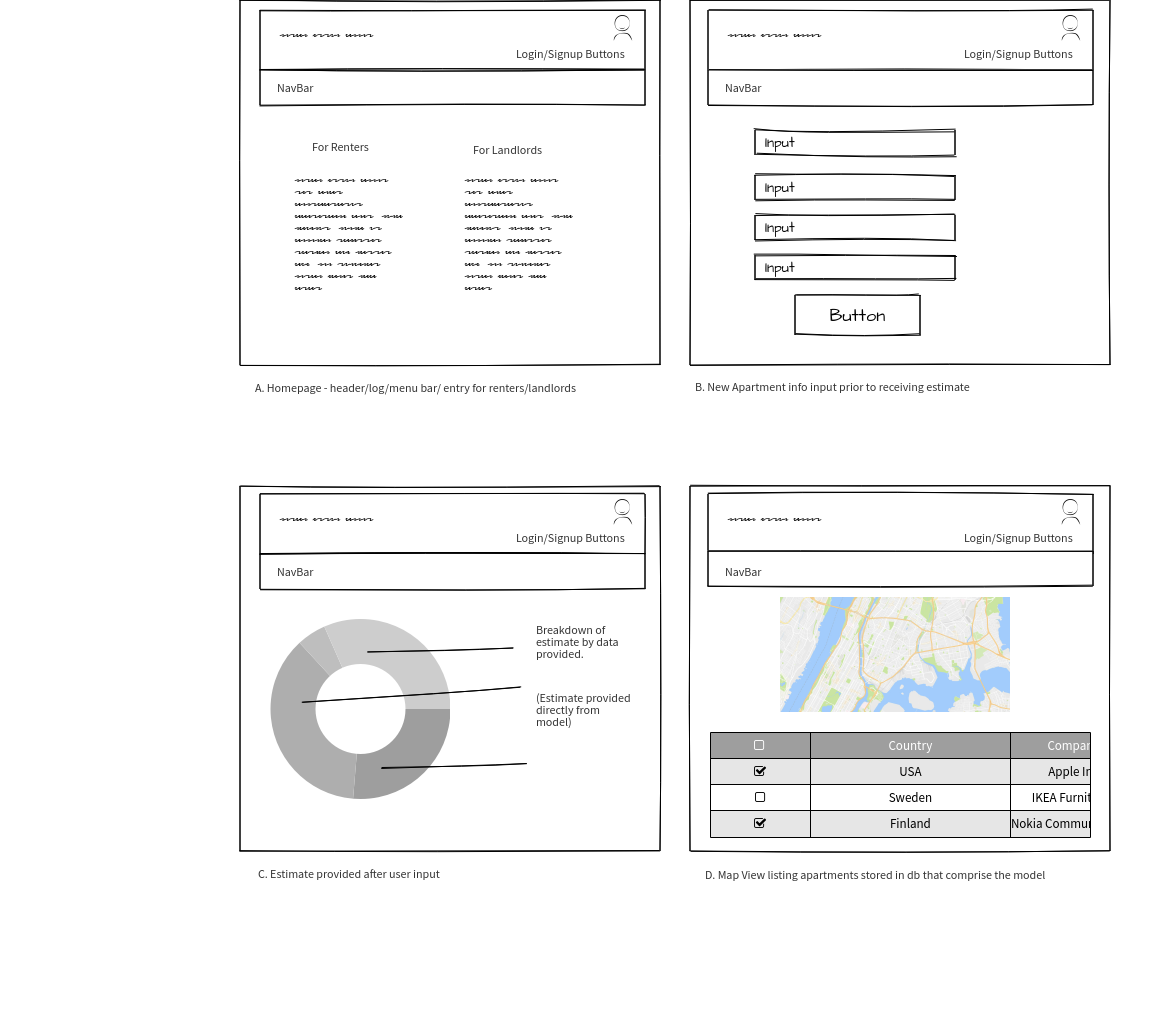 Login/Signup Buttons
NavBar
For Renters
For Landlords
A. Homepage - header/log/menu bar/ entry for renters/landlords
Login/Signup Buttons
NavBar
Input
Input
Input
Input
Button
B. New Apartment info input prior to receiving estimate
Login/Signup Buttons
NavBar
Breakdown of
estimate by data
provided.
(Estimate provided
directly from
model)
C. Estimate provided after user input
Login/Signup Buttons
NavBar
Country Compar
USA Apple In
Sweden IKEA Furnit
Finland Nokia Commun
D. Map View listing apartments stored in db that comprise the model